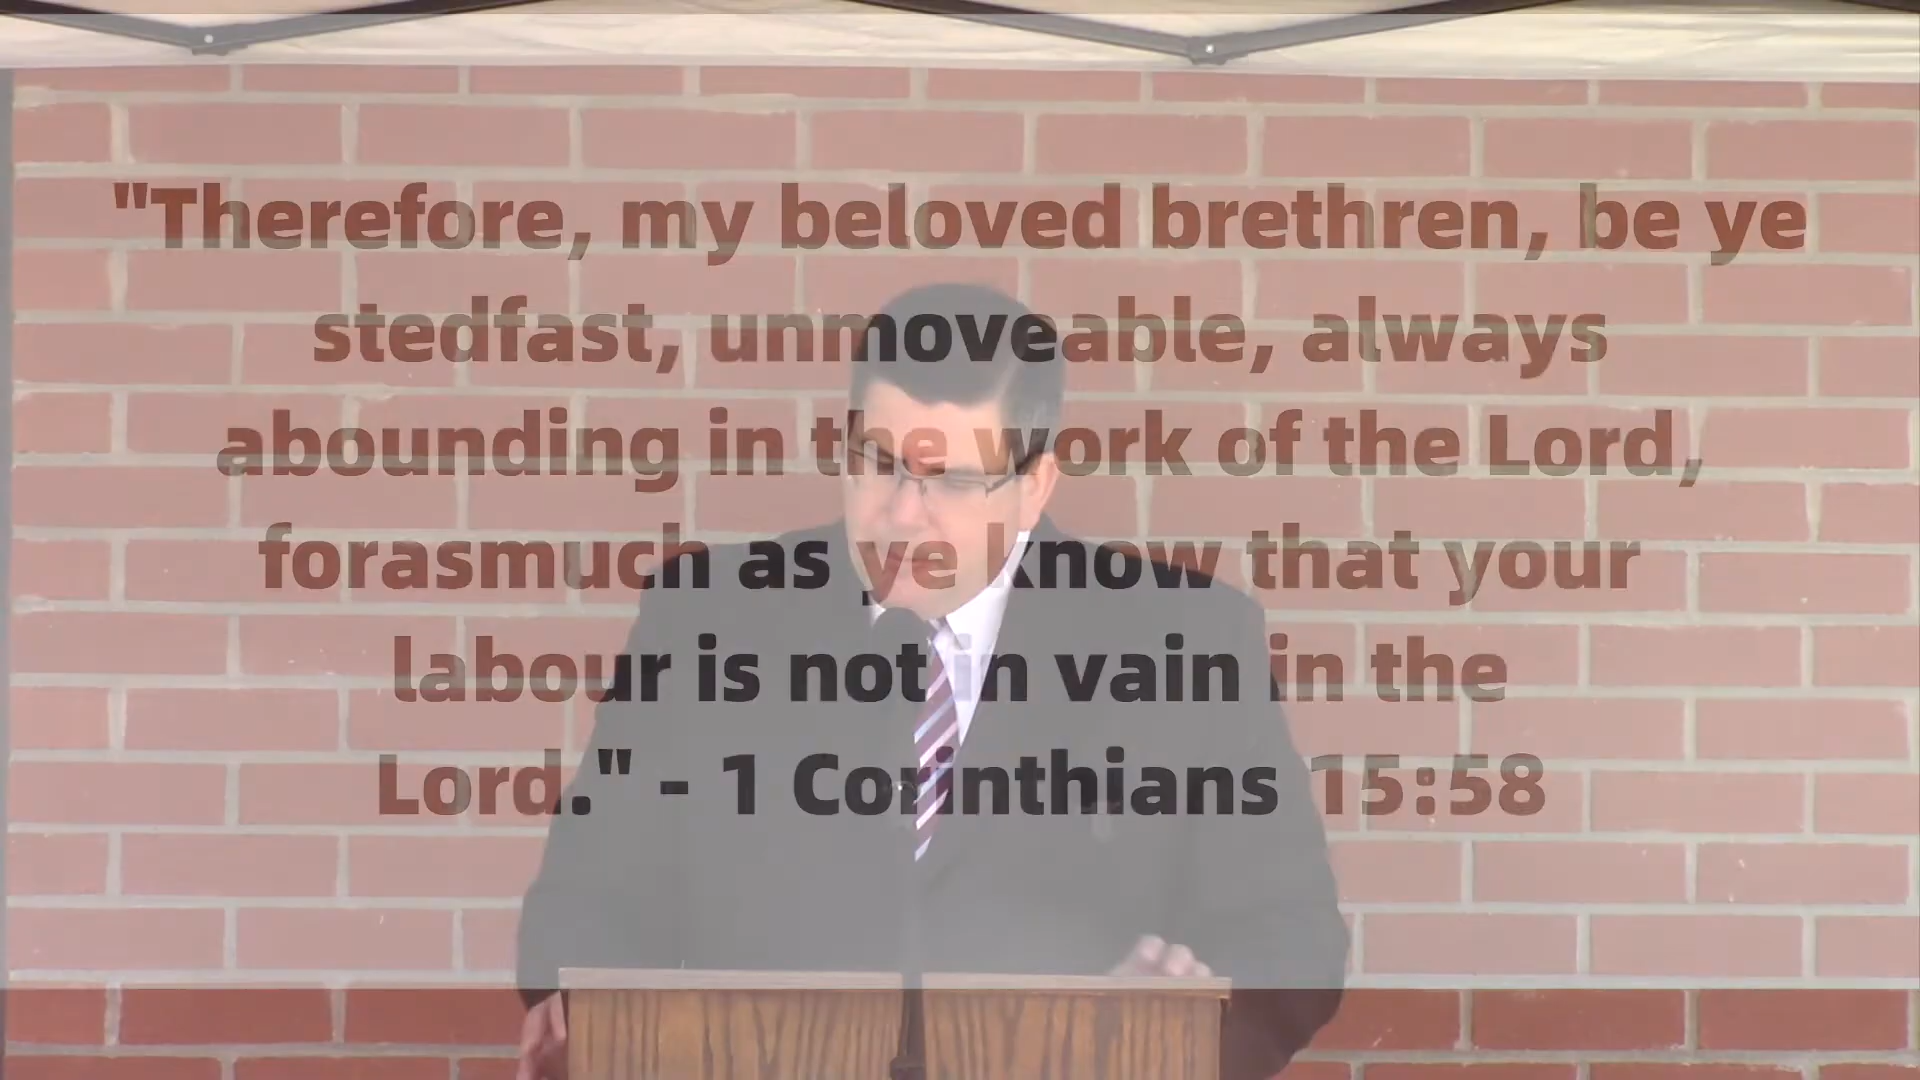 "Therefore, my beloved brethren, be ye
stedfast, unmoveable, always
abounding in the work of the Lord,
forasmuch as ye know that your
labour is not in vain in the
Lord." - 1 Corinthians 15:58